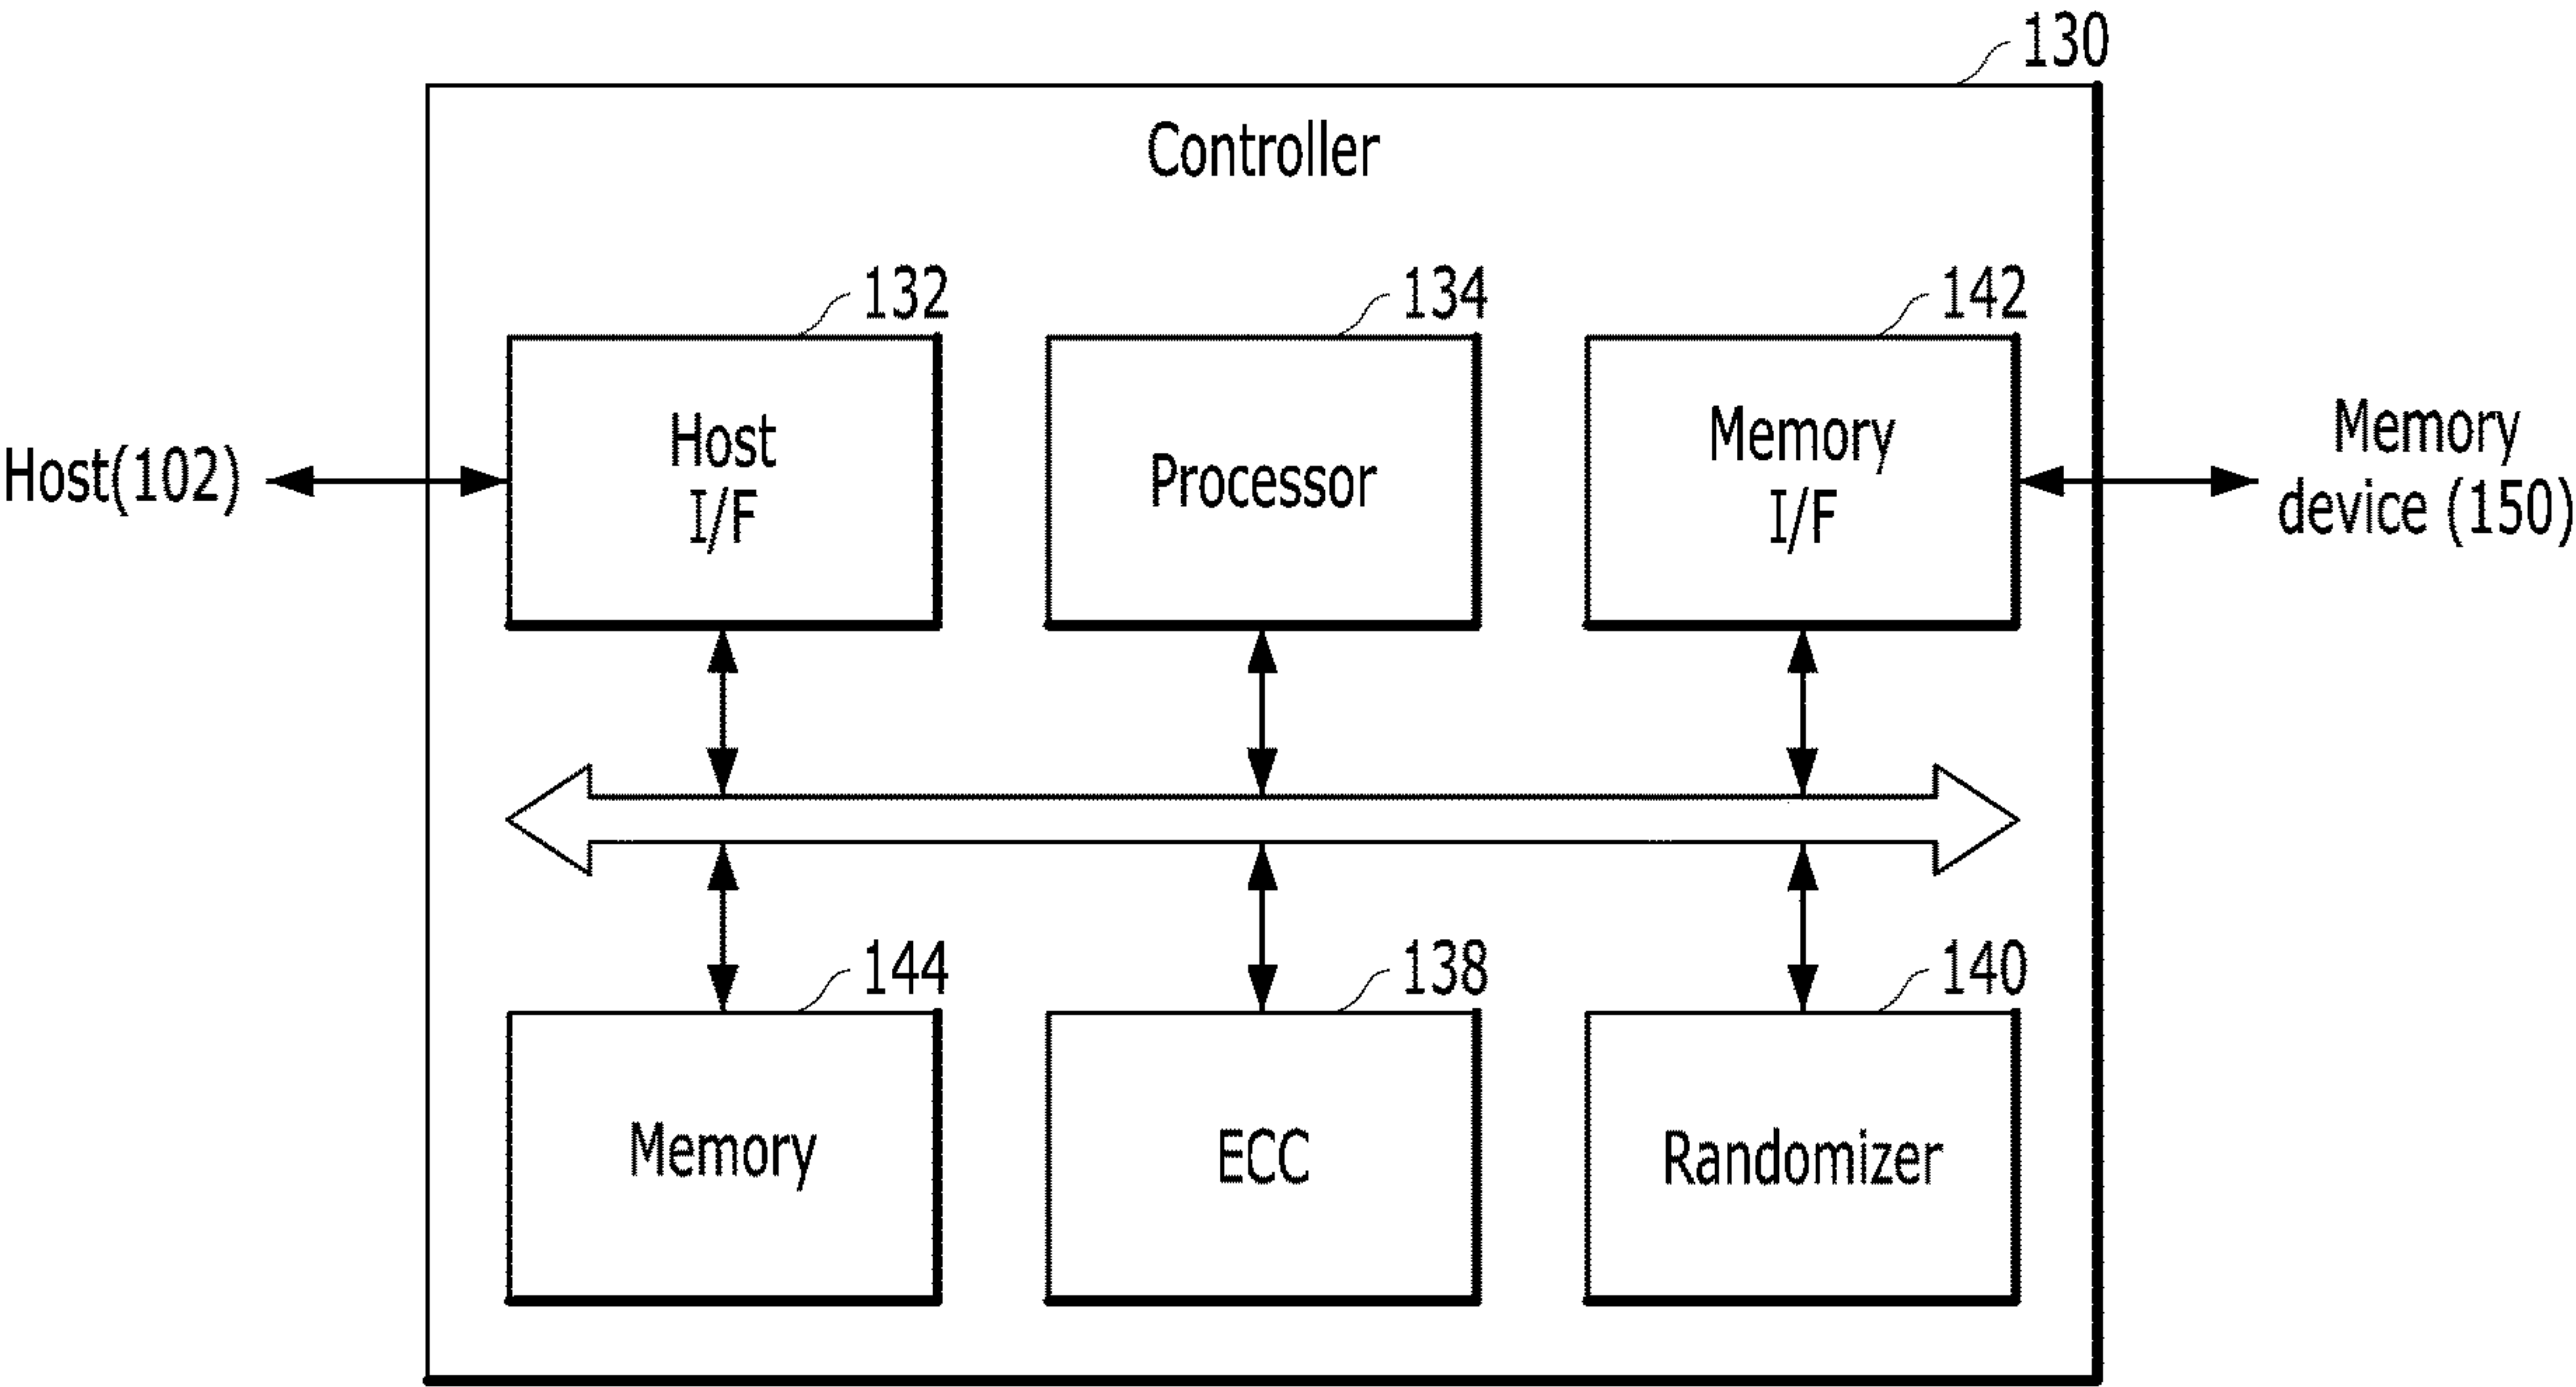 130
Controller
132
134
142
Host(102)
Host
I/F
Processor
Memory
I/F
Memory
device (150)
144
138
140
Memory
ECC
Randomizer